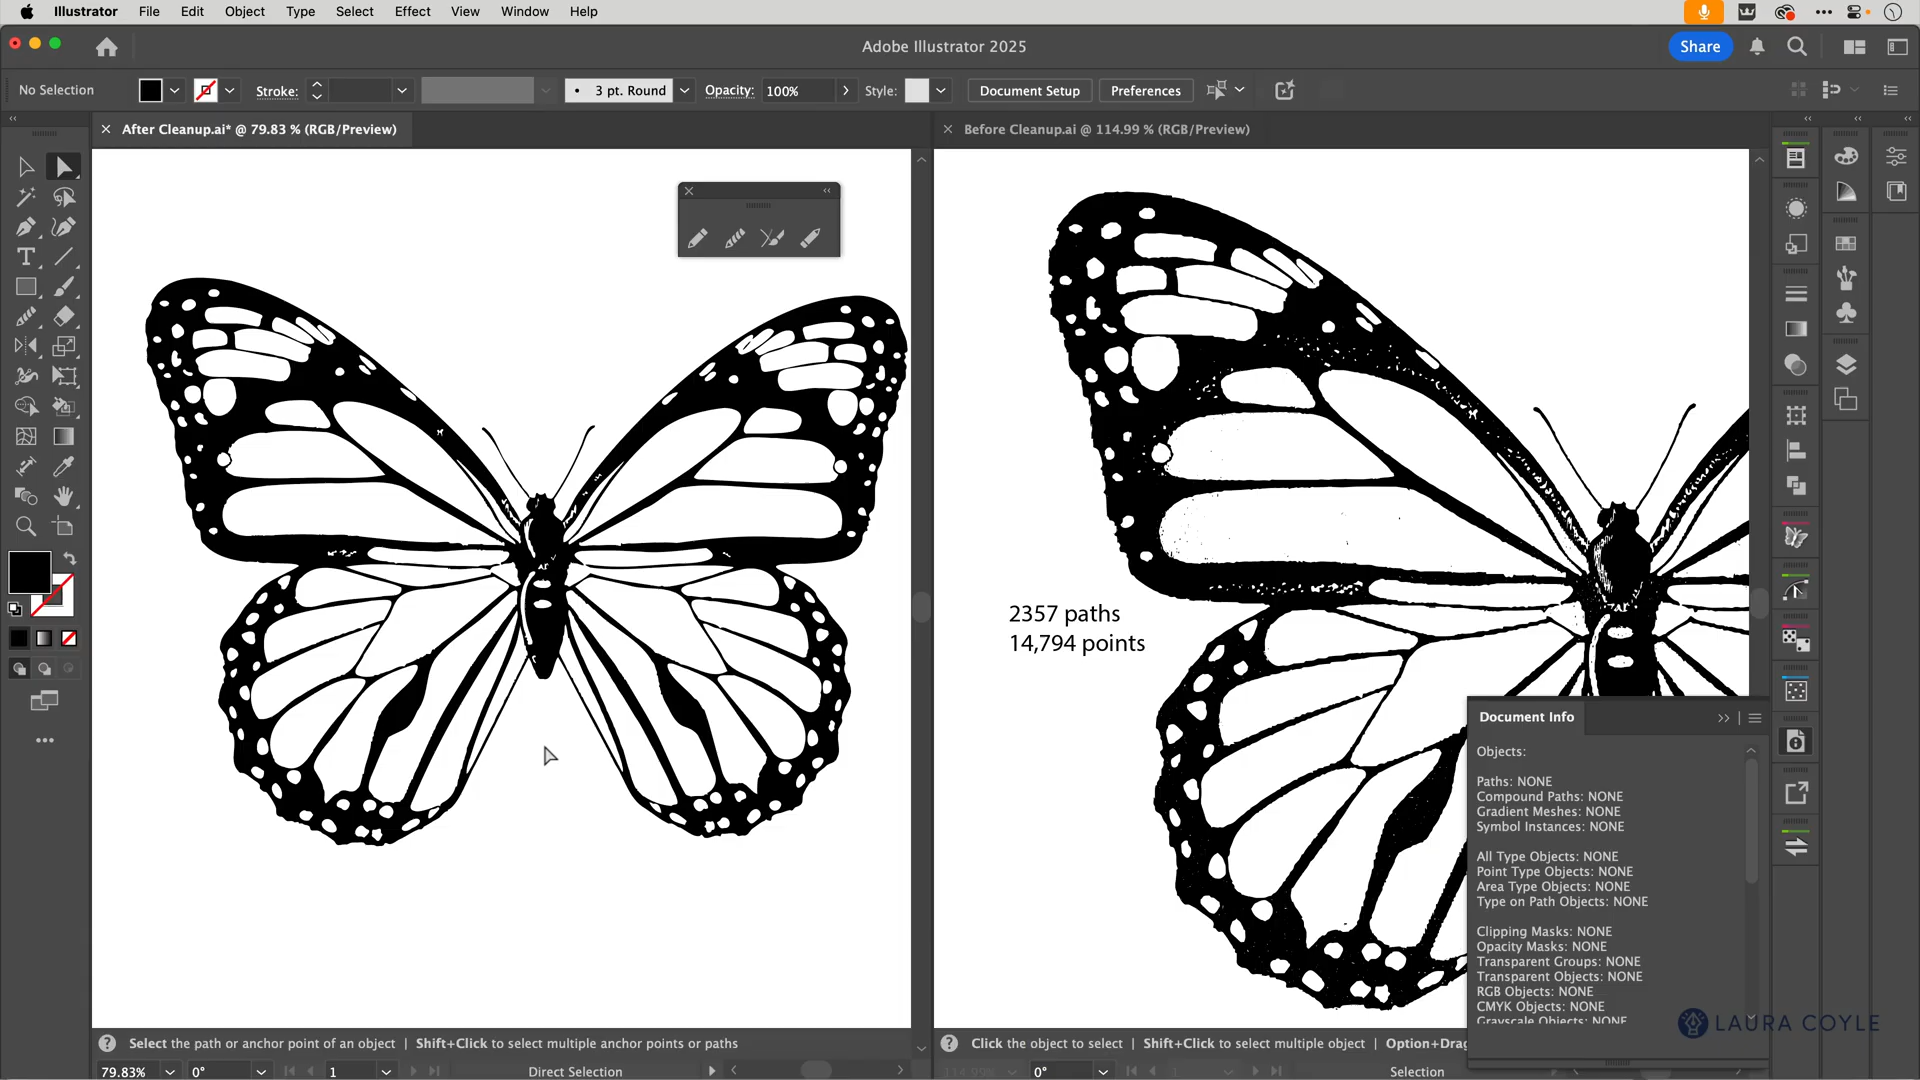 Illustrator File Edit Object Type Select Effect View Window Help
Adobe Illustrator 2025
Share
No Selection
Stroke:
3 pt. Round
Opacity: 100%
Style:
Document Setup
Preferences
After Cleanup.ai* @ 79.83 % (RGB/Preview)
Before Cleanup.ai @ 114.99 % (RGB/Preview)
2357 paths
14,794 points
Document Info
Objects:
Paths: NONE
Compound Paths: NONE
Gradient Meshes: NONE
Symbol Instances: NONE
All Type Objects: NONE
Point Type Objects: NONE
Area Type Objects: NONE
Type on Path Objects: NONE
Clipping Masks: NONE
Opacity Masks: NONE
Transparent Groups: NONE
Transparent Objects: NONE
RGB Objects: NONE
CMYK Objects: NONE
Grayscale Objects: NONE
LAURA COYLE
Select the path or anchor point of an object | Shift+Click to select multiple anchor points or paths
Click the object to select | Shift+Click to select multiple object | Option+Drag
79.83% 0° 1 Direct Selection
114.99% 0° 1 Selection